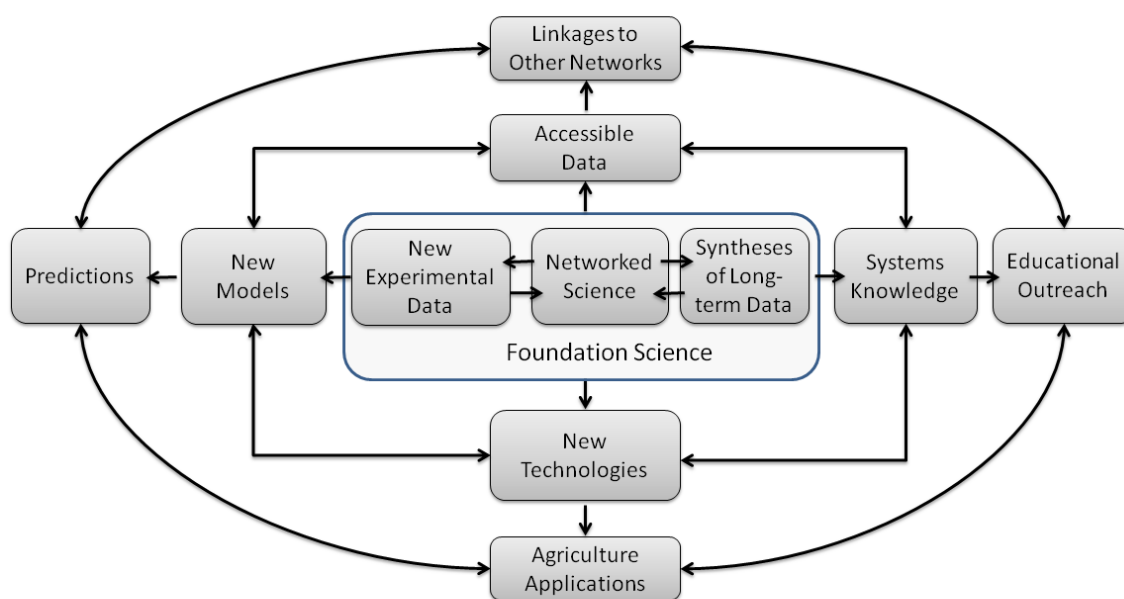 Linkages to
Other Networks
Accessible
Data
Predictions
New
Models
New
Experimental
Data
Networked
Science
Syntheses
of Long-
term Data
Systems
Knowledge
Educational
Outreach
Foundation Science
New
Technologies
Agriculture
Applications